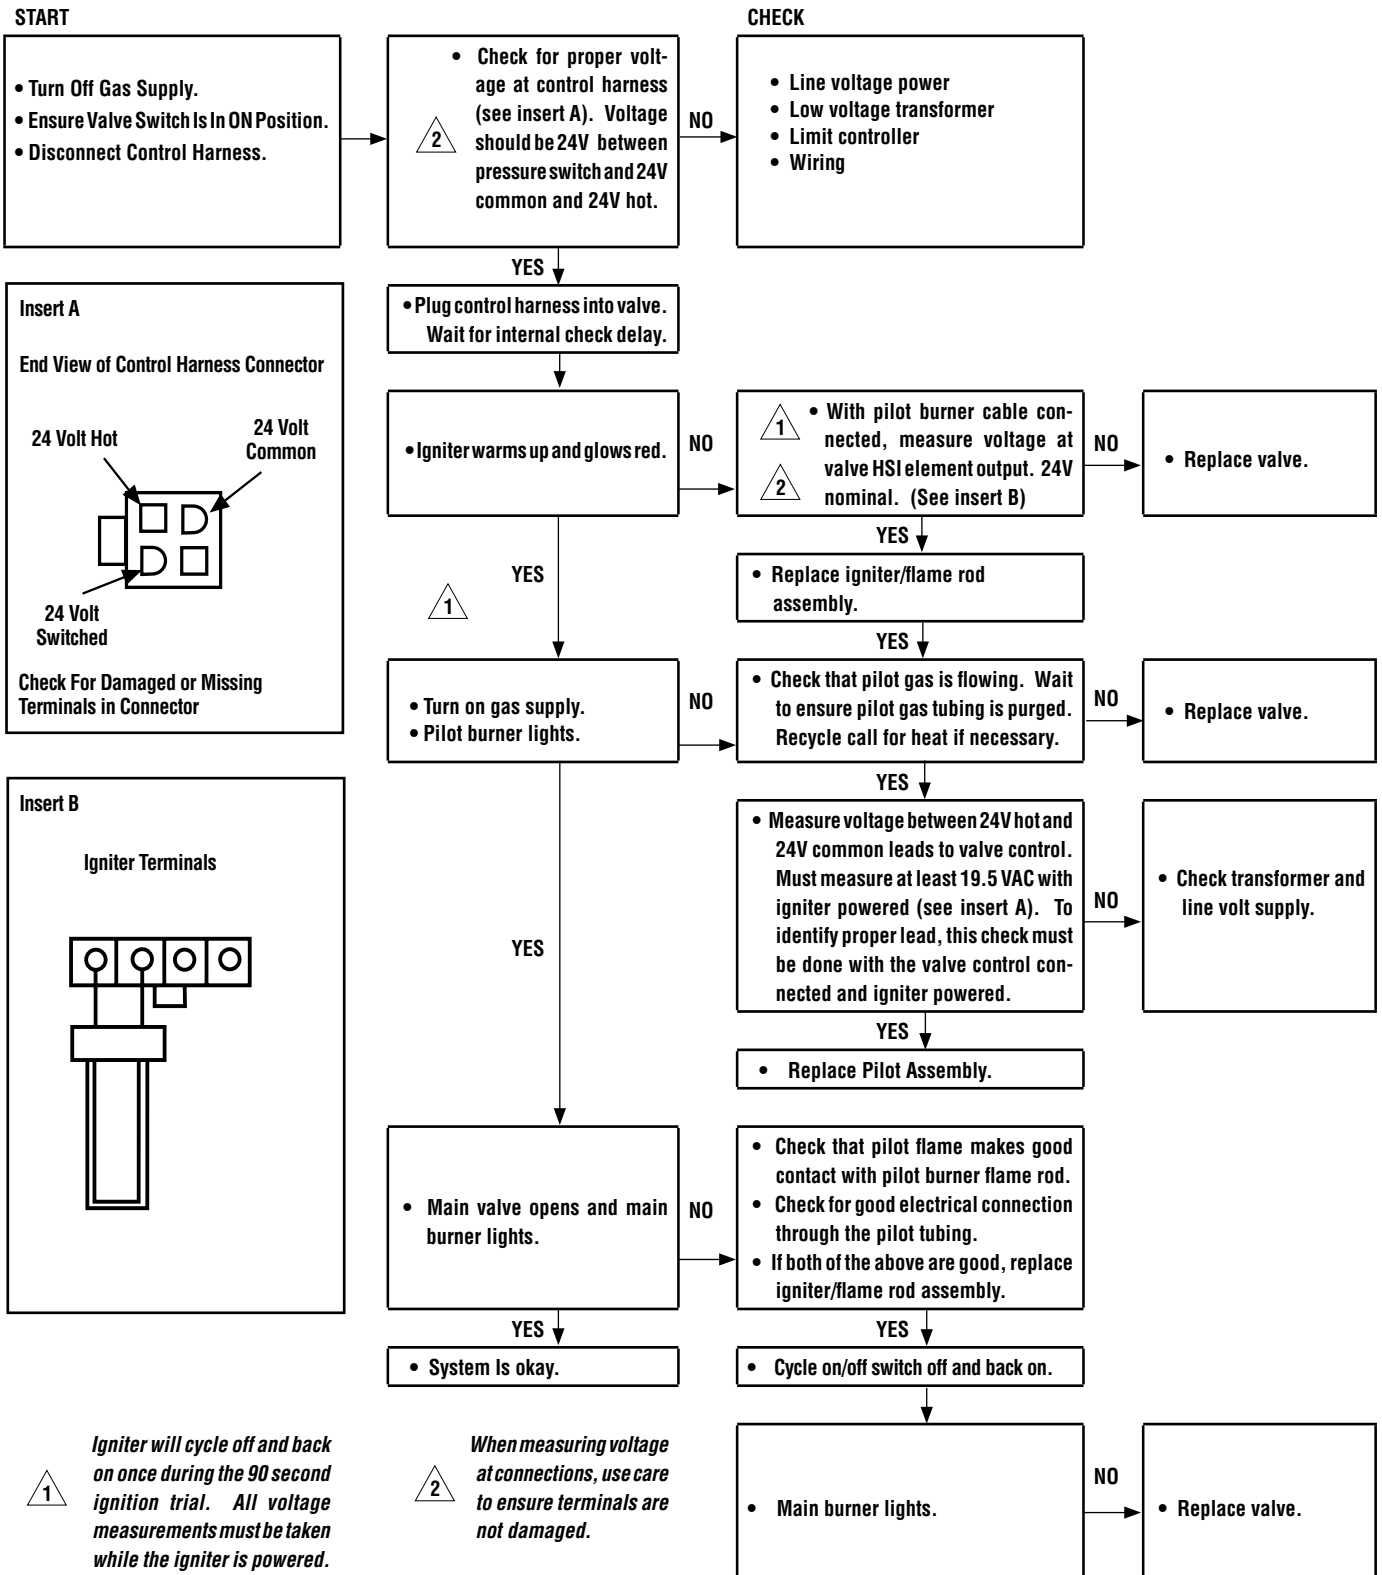 START
• Turn Off Gas Supply.
• Ensure Valve Switch Is In ON Position.
• Disconnect Control Harness.
• Check for proper volt-
age at control harness
(see insert A). Voltage
should be 24V between
pressure switch and 24V
common and 24V hot.
2
NO
CHECK
• Line voltage power
• Low voltage transformer
• Limit controller
• Wiring
YES
• Plug control harness into valve.
Wait for internal check delay.
Insert A
End View of Control Harness Connector
24 Volt Hot
24 Volt
Common
24 Volt
Switched
Check For Damaged or Missing
Terminals in Connector
• Igniter warms up and glows red.
NO
1
2
• With pilot burner cable con-
nected, measure voltage at
valve HSI element output. 24V
nominal. (See insert B)
NO
• Replace valve.
YES
• Replace igniter/flame rod
assembly.
YES
1
YES
• Turn on gas supply.
• Pilot burner lights.
NO
• Check that pilot gas is flowing. Wait
to ensure pilot gas tubing is purged.
Recycle call for heat if necessary.
NO
• Replace valve.
YES
Insert B
Igniter Terminals
YES
• Measure voltage between 24V hot and
24V common leads to valve control.
Must measure at least 19.5 VAC with
igniter powered (see insert A). To
identify proper lead, this check must
be done with the valve control con-
nected and igniter powered.
NO
• Check transformer and
line volt supply.
YES
• Replace Pilot Assembly.
• Main valve opens and main
burner lights.
NO
• Check that pilot flame makes good
contact with pilot burner flame rod.
• Check for good electrical connection
through the pilot tubing.
• If both of the above are good, replace
igniter/flame rod assembly.
YES
• System Is okay.
YES
• Cycle on/off switch off and back on.
1
Igniter will cycle off and back
on once during the 90 second
ignition trial. All voltage
measurements must be taken
while the igniter is powered.
2
When measuring voltage
at connections, use care
to ensure terminals are
not damaged.
• Main burner lights.
NO
• Replace valve.